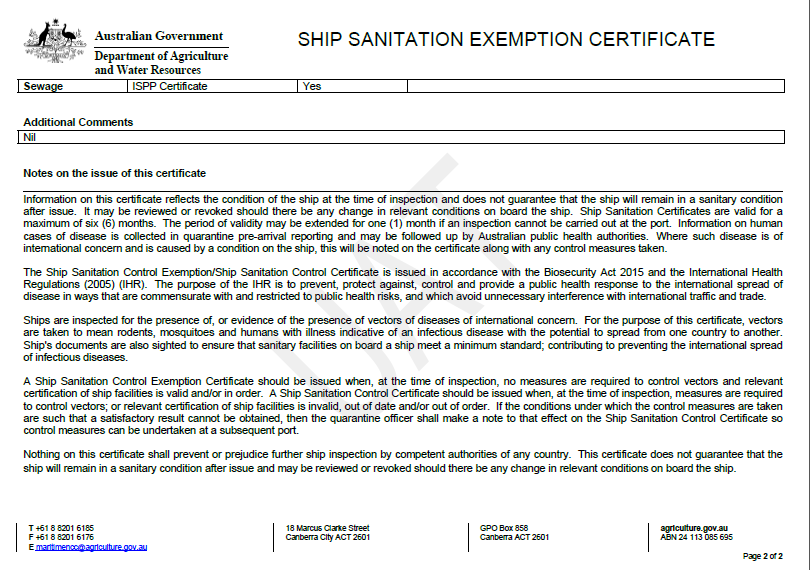 Australian Government
Department of Agriculture
and Water Resources
SHIP SANITATION EXEMPTION CERTIFICATE
Sewage ISPP Certificate Yes
Additional Comments
Nil
Notes on the issue of this certificate
Information on this certificate reflects the condition of the ship at the time of inspection and does not guarantee that the ship will remain in a sanitary condition
after issue. It may be reviewed or revoked should there be any change in relevant conditions on board the ship. Ship Sanitation Certificates are valid for a
maximum of six (6) months. The period of validity may be extended for one (1) month if an inspection cannot be carried out at the port. Information on human
cases of disease is collected in quarantine pre-arrival reporting and may be followed up by Australian public health authorities. Where such disease is of
international concern and is caused by a condition on the ship, this will be noted on the certificate along with any control measures taken.
The Ship Sanitation Control Exemption/Ship Sanitation Control Certificate is issued in accordance with the Biosecurity Act 2015 and the International Health
Regulations (2005) (IHR). The purpose of the IHR is to prevent, protect against, control and provide a public health response to the international spread of
disease in ways that are commensurate with and restricted to public health risks, and which avoid unnecessary interference with international traffic and trade.
Ships are inspected for the presence of, or evidence of the presence of vectors of diseases of international concern. For the purpose of this certificate, vectors
are taken to mean rodents, mosquitoes and humans with illness indicative of an infectious disease with the potential to spread from one country to another.
Ship's documents are also sighted to ensure that sanitary facilities on board a ship meet a minimum standard; contributing to preventing the international spread
of infectious diseases.
A Ship Sanitation Control Exemption Certificate should be issued when, at the time of inspection, no measures are required to control vectors and relevant
certification of ship facilities is valid and/or in order. A Ship Sanitation Control Certificate should be issued when, at the time of inspection, measures are required
to control vectors; or relevant certification of ship facilities is invalid, out of date and/or out of order. If the conditions under which the control measures are taken
are such that a satisfactory result cannot be obtained, then the quarantine officer shall make a note to that effect on the Ship Sanitation Control Certificate so
control measures can be undertaken at a subsequent port.
Nothing on this certificate shall prevent or prejudice further ship inspection by competent authorities of any country. This certificate does not guarantee that the
ship will remain in a sanitary condition after issue and may be reviewed or revoked should there be any change in relevant conditions on board the ship.
UAT
T +61 8 8201 6185
F +61 8 8201 6176
E maritimencc@agriculture.gov.au
18 Marcus Clarke Street
Canberra City ACT 2601
GPO Box 858
Canberra ACT 2601
agriculture.gov.au
ABN 24 113 085 695
Page 2 of 2